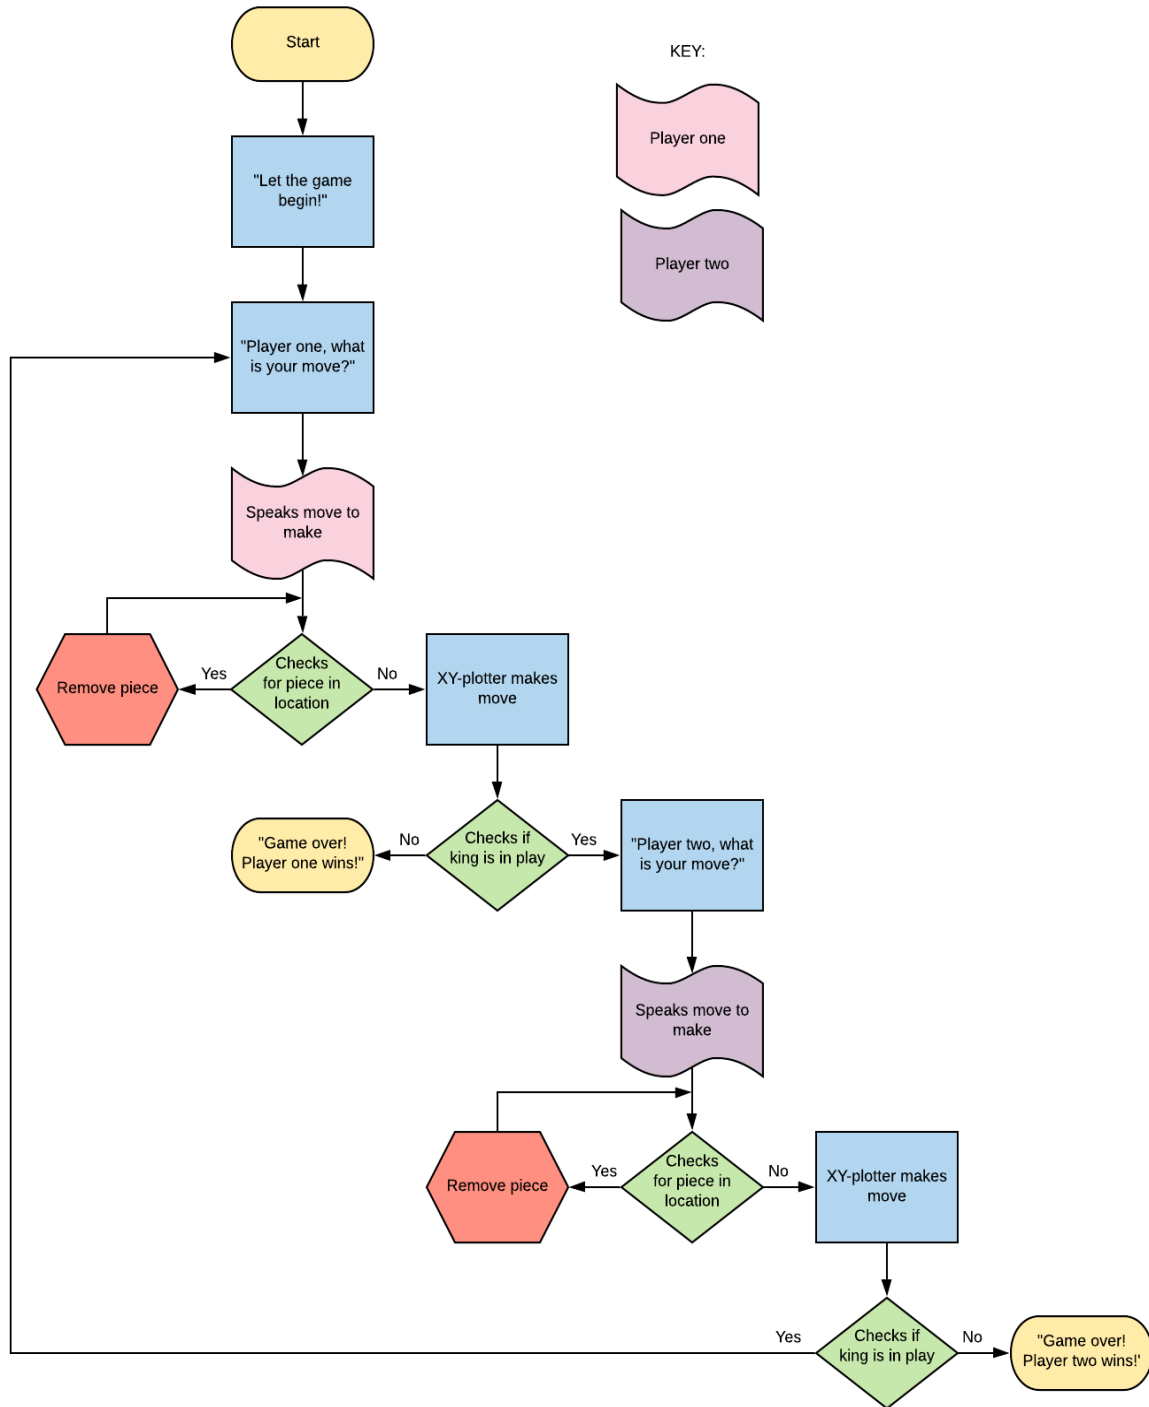 Start
KEY:
Player one
"Let the game
begin!"
Player two
"Player one, what
is your move?"
Speaks move to
make
Remove piece
Yes
Checks
for piece in
location
No
XY-plotter makes
move
"Game over!
Player one wins!"
No
Checks if
king is in play
Yes
"Player two, what
is your move?"
Speaks move to
make
Remove piece
Yes
Checks
for piece in
location
No
XY-plotter makes
move
Yes
Checks if
king is in play
No
"Game over!
Player two wins!'